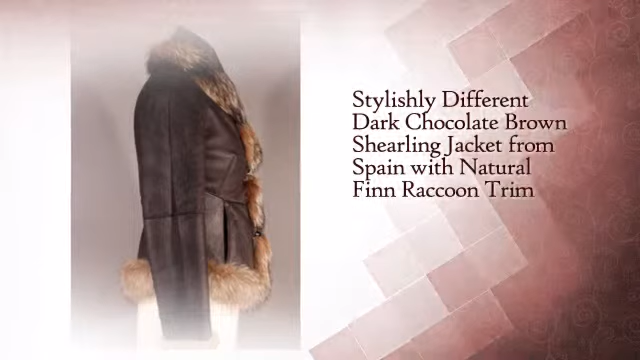 Stylishly Different
Dark Chocolate Brown
Shearling Jacket from
Spain with Natural
Finn Raccoon Trim